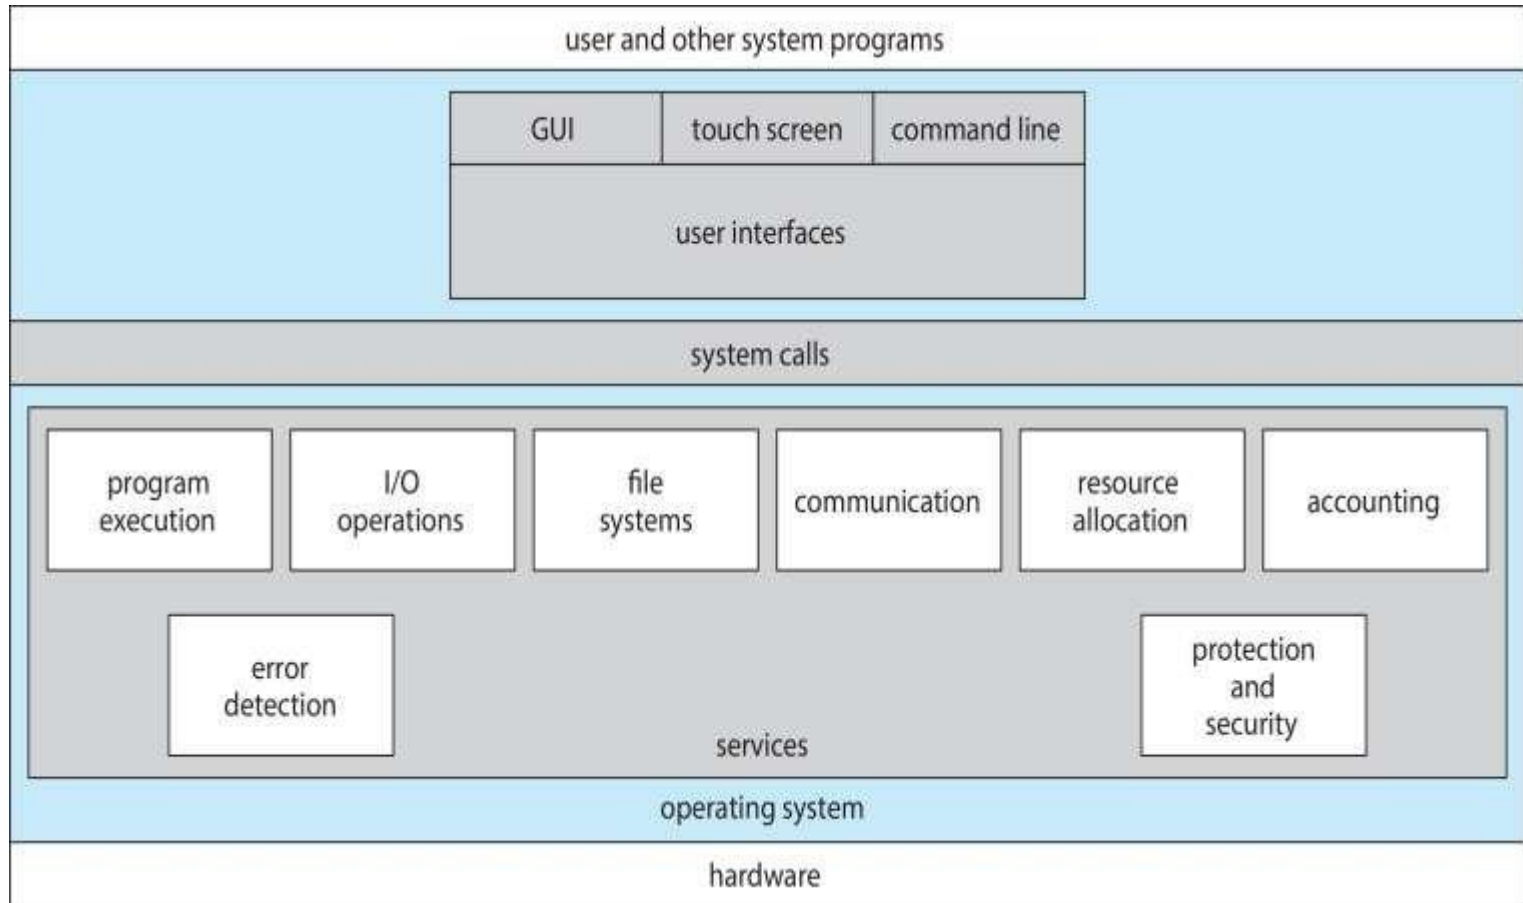 user and other system programs
GUI
touch screen
command line
user interfaces
system calls
program
execution
I/O
operations
file
systems
communication
resource
allocation
accounting
error
detection
protection
and
security
services
operating system
hardware